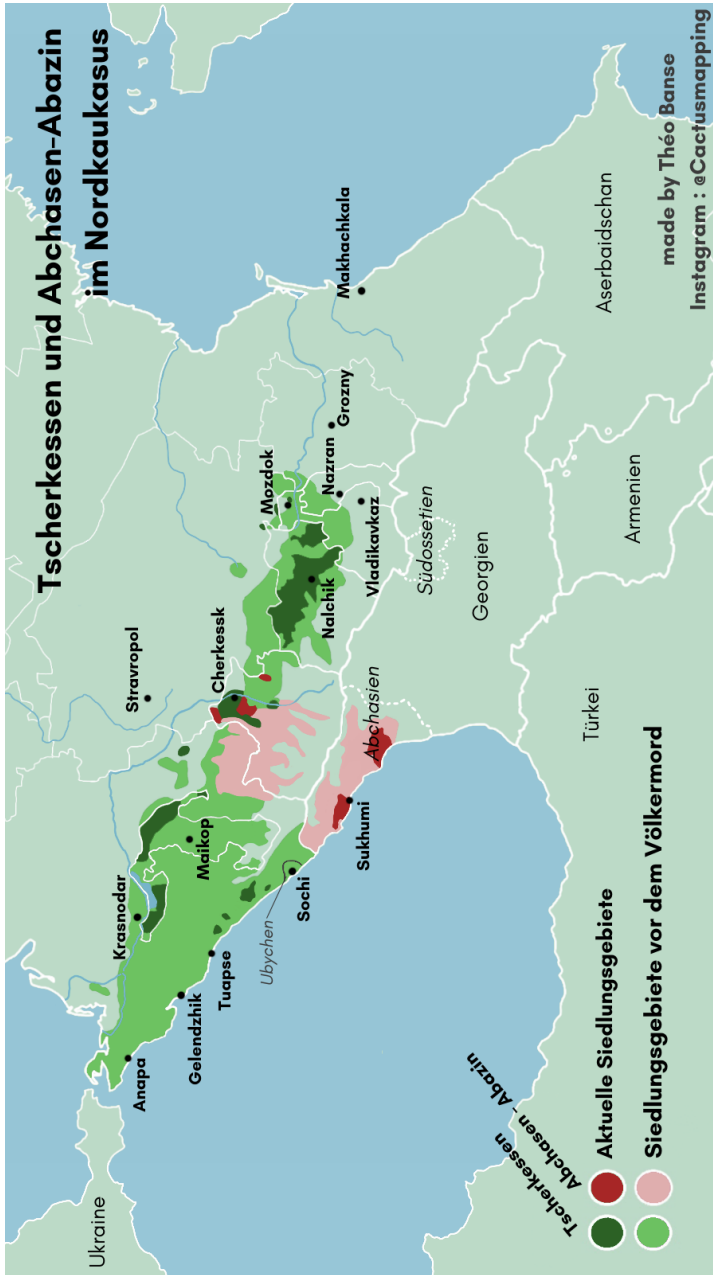 Tscherkessen und Abchasen-Abazin
im Nordkaukasus
Ukraine
Anapa
Krasnodar
Gelendzhik
Tuapse
Maikop
Ubychen
Sochi
Stravropol
Cherkessk
Sukhumi
Abchasien
Nalchik
Mozdok
Nazran
Vladikavkaz
Grozny
Makhachkala
Südossetien
Georgien
Türkei
Armenien
Aserbaidschan
Tscherkessen
Abchasen - Abazin
Aktuelle Siedlungsgebiete
Siedlungsgebiete vor dem Völkermord
made by Théo Banse
Instagram : @Cactusmapping